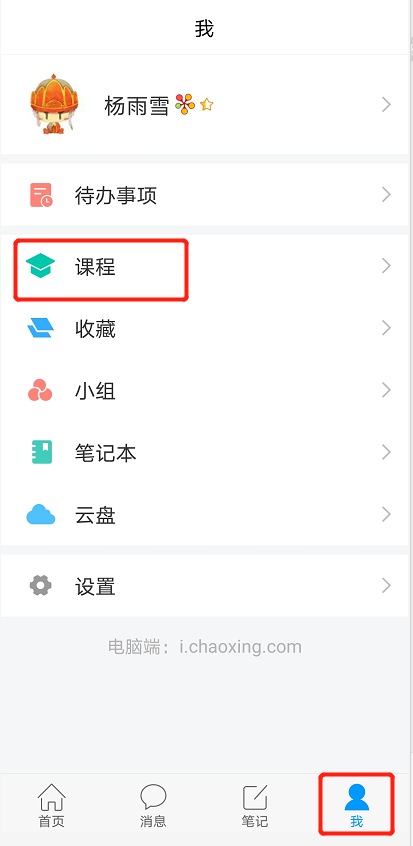 我
杨雨雪
待办事项
课程
收藏
小组
笔记本
云盘
设置
电脑端：i.chaoxing.com
首页
消息
笔记
我